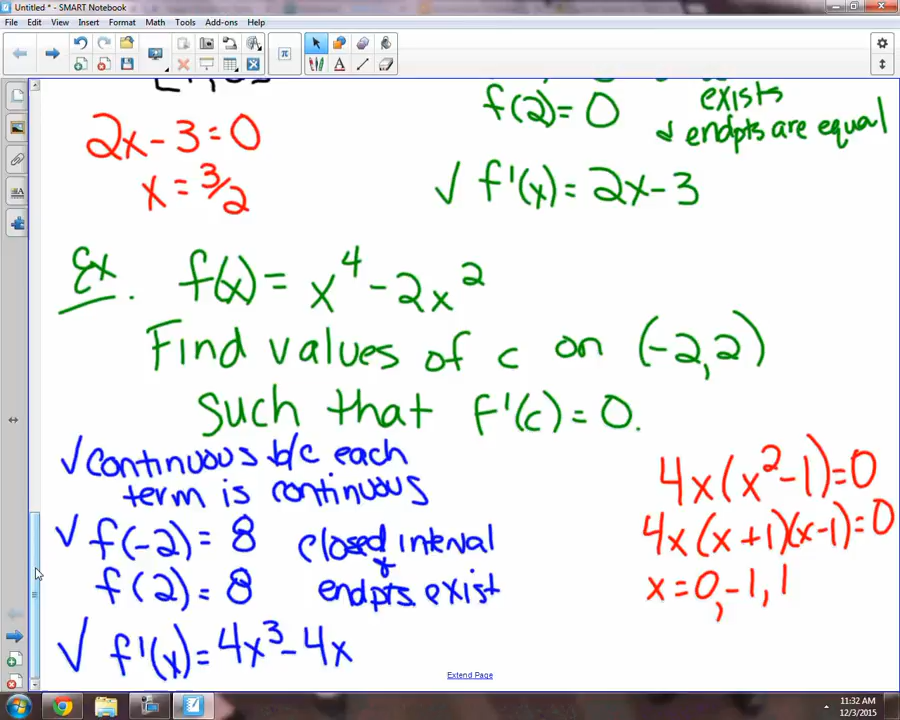 Untitled * - SMART Notebook
File Edit View Insert Format Math Tools Add-ons Help
exists
f(2)=0
↓ endpts are equal
2x-3=0
x=3/2
√ f'(x)=2x-3
Ex. f(x)=x⁴-2x²
Find values of c on (-2,2)
Such that f'(c)=0.
√continuous b/c each
term is continuous
4x(x²-1)=0
4x(x+1)(x-1)=0
x=0,-1,1
√ f(-2)=8 closed interval
&
f(2)=8 endpts. exist
√ f'(x)=4x³-4x
Extend Page
11:32 AM
12/3/2015